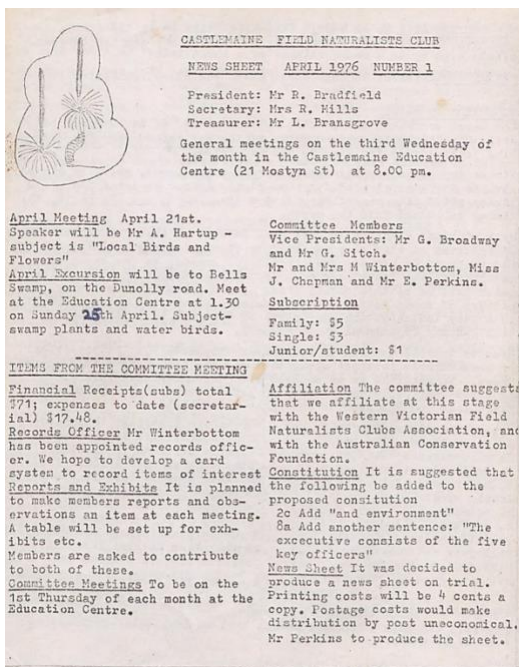 CASTLEMAINE FIELD NATURALISTS CLUB
NEWS SHEET APRIL 1976 NUMBER 1
President: Mr R. Bradfield
Secretary: Mrs R. Mills
Treasurer: Mr L. Bransgrove
General meetings on the third Wednesday of
the month in the Castlemaine Education
Centre (21 Mostyn St) at 8.00 pm.
April Meeting April 21st.
Speaker will be Mr A. Hartup -
subject is "Local Birds and
Flowers"
April Excursion will be to Bells
Swamp, on the Dunolly road. Meet
at the Education Centre at 1.30
on Sunday 25th April. Subject-
swamp plants and water birds.
Committee Members
Vice Presidents: Mr G. Broadway
and Mr G. Sitch.
Mr and Mrs M Winterbottom, Miss
J. Chapman and Mr E. Perkins.
Subscription
Family: $5
Single: $3
Junior/student: $1
ITEMS FROM THE COMMITTEE MEETING
Financial Receipts(subs) total
$71; expenses to date (secretar-
ial) $17.48.
Records Officer Mr Winterbottom
has been appointed records offic-
er. We hope to develop a card
system to record items of interest
Reports and Exhibits It is planned
to make members reports and obs-
ervations an item at each meeting.
A table will be set up for exh-
ibits etc.
Members are asked to contribute
to both of these.
Committee Meetings To be on the
1st Thursday of each month at the
Education Centre.
Affiliation The committee suggests
that we affiliate at this stage
with the Western Victorian Field
Naturalists Clubs Association, and
with the Australian Conservation
Foundation.
Constitution It is suggested that
the following be added to the
proposed consitution
2c Add "and environment"
8a Add another sentence: "The
excecutive consists of the five
key officers"
News Sheet It was decided to
produce a news sheet on trial.
Printing costs will be 4 cents a
copy. Postage costs would make
distribution by post uneconomical.
Mr Perkins to produce the sheet.